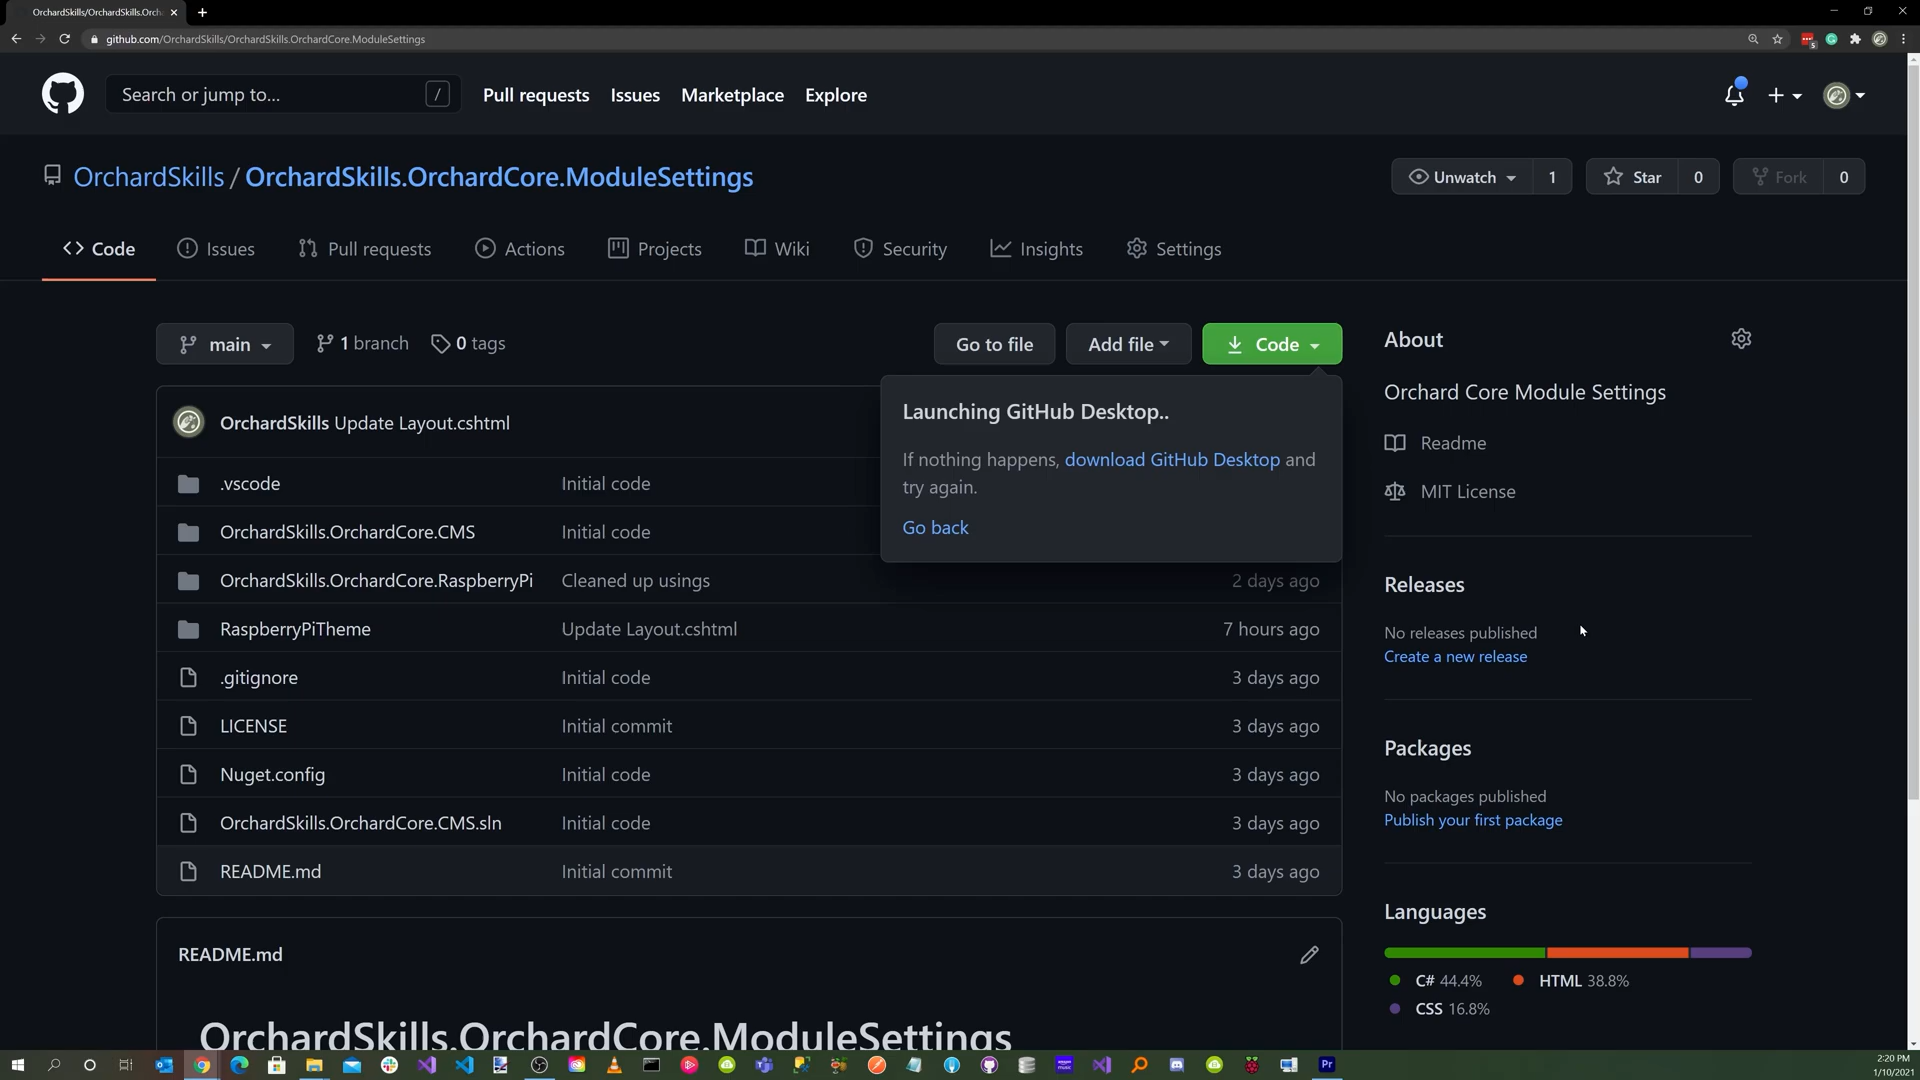 OrchardSkills/OrchardSkills.Orch
github.com/OrchardSkills/OrchardSkills.OrchardCore.ModuleSettings
Search or jump to...
/
Pull requests
Issues
Marketplace
Explore
OrchardSkills / OrchardSkills.OrchardCore.ModuleSettings
Unwatch
1
Star
0
Fork
0
Code
Issues
Pull requests
Actions
Projects
Wiki
Security
Insights
Settings
main
1 branch
0 tags
Go to file
Add file
Code
Launching GitHub Desktop..
If nothing happens, download GitHub Desktop and
try again.
Go back
OrchardSkills Update Layout.cshtml
.vscode Initial code
OrchardSkills.OrchardCore.CMS Initial code
OrchardSkills.OrchardCore.RaspberryPi Cleaned up usings 2 days ago
RaspberryPiTheme Update Layout.cshtml 7 hours ago
.gitignore Initial code 3 days ago
LICENSE Initial commit 3 days ago
Nuget.config Initial code 3 days ago
OrchardSkills.OrchardCore.CMS.sln Initial code 3 days ago
README.md Initial commit 3 days ago
README.md
OrchardSkills.OrchardCore.ModuleSettings
About
Orchard Core Module Settings
Readme
MIT License
Releases
No releases published
Create a new release
Packages
No packages published
Publish your first package
Languages
C# 44.4% HTML 38.8%
CSS 16.8%
2:20 PM
1/10/2021